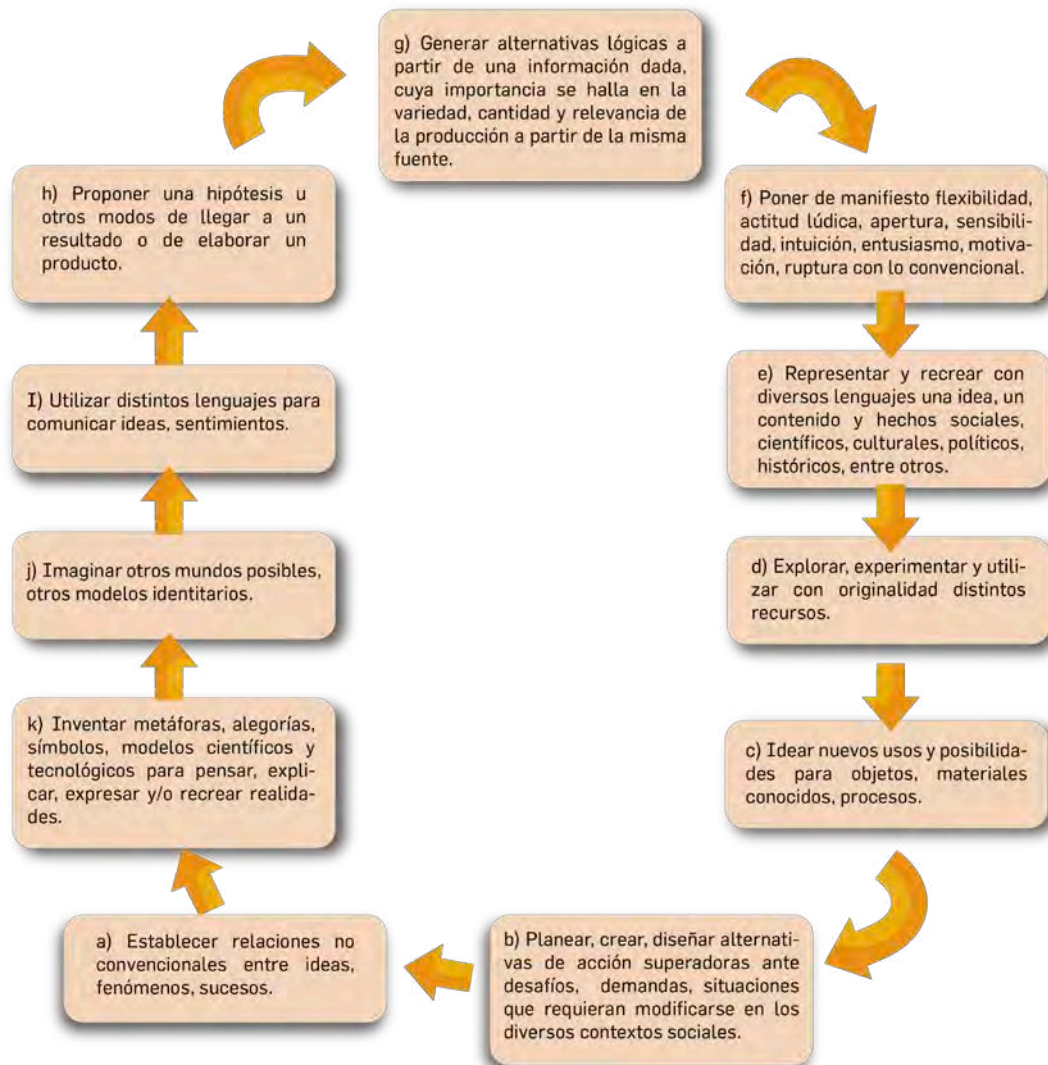 g) Generar alternativas lógicas a
partir de una información dada,
cuya importancia se halla en la
variedad, cantidad y relevancia de
la producción a partir de la misma
fuente.
h) Proponer una hipótesis u
otros modos de llegar a un
resultado o de elaborar un
producto.
f) Poner de manifiesto flexibilidad,
actitud lúdica, apertura, sensibili-
dad, intuición, entusiasmo, motiva-
ción, ruptura con lo convencional.
I) Utilizar distintos lenguajes para
comunicar ideas, sentimientos.
e) Representar y recrear con
diversos lenguajes una idea, un
contenido y hechos sociales,
científicos, culturales, políticos,
históricos, entre otros.
j) Imaginar otros mundos posibles,
otros modelos identitarios.
d) Explorar, experimentar y utili-
zar con originalidad distintos
recursos.
k) Inventar metáforas, alegorías,
símbolos, modelos científicos y
tecnológicos para pensar, expli-
car, expresar y/o recrear realida-
des.
c) Idear nuevos usos y posibilida-
des para objetos, materiales
conocidos, procesos.
a) Establecer relaciones no
convencionales entre ideas,
fenómenos, sucesos.
b) Planear, crear, diseñar alternati-
vas de acción superadoras ante
desafíos, demandas, situaciones
que requieran modificarse en los
diversos contextos sociales.